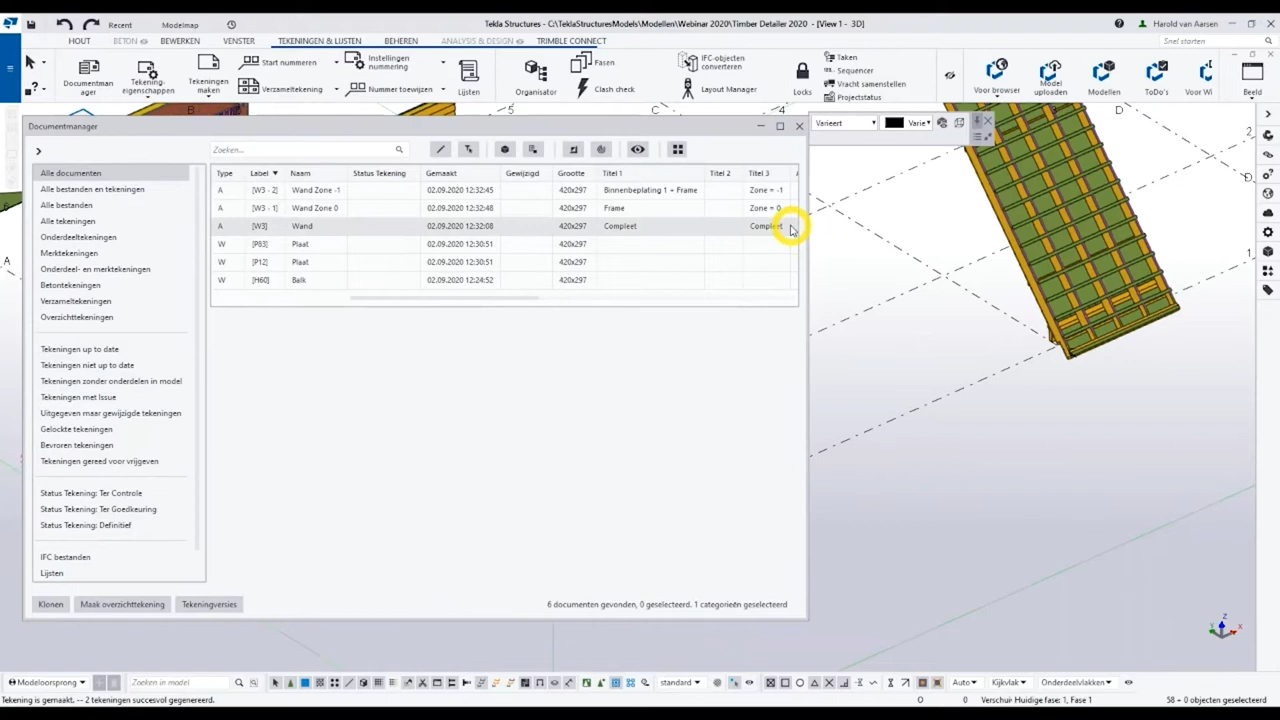 Recent Modelmap Tekla Structures - C:\TeklaStructuresModels\Modellen\Webinar 2020\Timber Detailer 2020 - [View 1 - 3D] Harold van Aarsen
HOUT BETON BEWERKEN VENSTER TEKENINGEN & LIJSTEN BEHEREN ANALYSIS & DESIGN TRIMBLE CONNECT Snel starten
Documentmanager
Tekening-eigenschappen
Tekeningen maken
Start nummeren
Verzameltekening
Instellingen nummering
Nummer toewijzen
Lijsten
Organisator
Fasen
Clash check
IFC-objecten converteren
Layout Manager
Locks
Taken
Sequencer
Vracht samenstellen
Projectstatus
Voor browser
Model uploaden
Modellen
ToDo's
Voor Wi
Beeld
B 5 C 4 D 2
Documentmanager
Varieert Varie
Zoeken...
Alle documenten
Alle bestanden en tekeningen
Alle bestanden
Alle tekeningen
Onderdeeltekeningen
Merktekeningen
Onderdeel- en merktekeningen
Betontekeningen
Verzameltekeningen
Overzichttekeningen
Tekeningen up to date
Tekeningen niet up to date
Tekeningen zonder onderdelen in model
Tekeningen met Issue
Uitgegeven maar gewijzigde tekeningen
Gelockte tekeningen
Bevroren tekeningen
Tekeningen gereed voor vrijgeven
Status Tekening: Ter Controle
Status Tekening: Ter Goedkeuring
Status Tekening: Definitief
IFC bestanden
Lijsten
Type Label Naam Status Tekening Gemaakt Gewijzigd Grootte Titel 1 Titel 2 Titel 3
A [W3 - 2] Wand Zone -1 02.09.2020 12:32:45 420x297 Binnenbeplating 1 + Frame Zone = -1
A [W3 - 1] Wand Zone 0 02.09.2020 12:32:48 420x297 Frame Zone = 0
A [W3] Wand 02.09.2020 12:32:08 420x297 Compleet Compleet
W [P83] Plaat 02.09.2020 12:30:51 420x297
W [P12] Plaat 02.09.2020 12:30:51 420x297
W [H60] Balk 02.09.2020 12:24:52 420x297
A
D
1
Klonen Maak overzichttekening Tekeningversies 6 documenten gevonden, 0 geselecteerd. 1 categorieën geselecteerd
Z
Y X
Modeloorsprong Zoeken in model standard Auto Kijkvlak Onderdeelvlakken
Tekening is gemaakt. -- 2 tekeningen succesvol gegenereerd. O 0 Verschuiv Huidige fase: 1, Fase 1 58 + 0 objecten geselecteerd